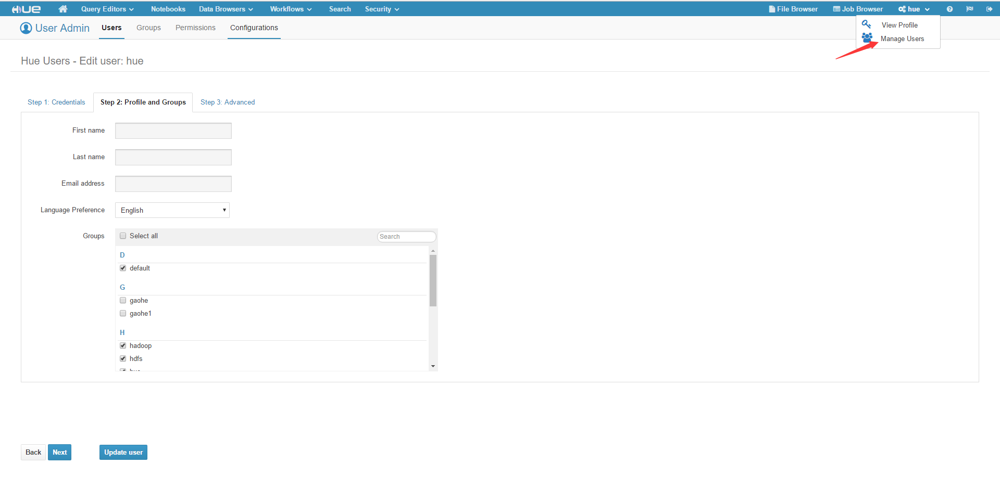 HUE Query Editors Notebooks Data Browsers Workflows Search Security File Browser Job Browser hue
View Profile
Manage Users
User Admin Users Groups Permissions Configurations
Hue Users - Edit user: hue
Step 1: Credentials Step 2: Profile and Groups Step 3: Advanced
First name
Last name
Email address
Language Preference English
Groups Select all Search
D
default
G
gaohe
gaohe1
H
hadoop
hdfs
Back Next Update user